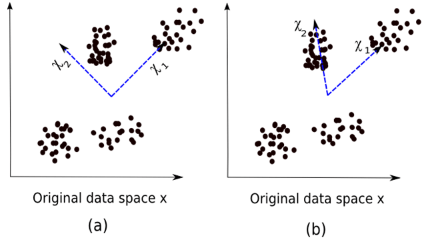 χ₂ χ₁
Original data space x
(a)
χ₂ χ₁
Original data space x
(b)